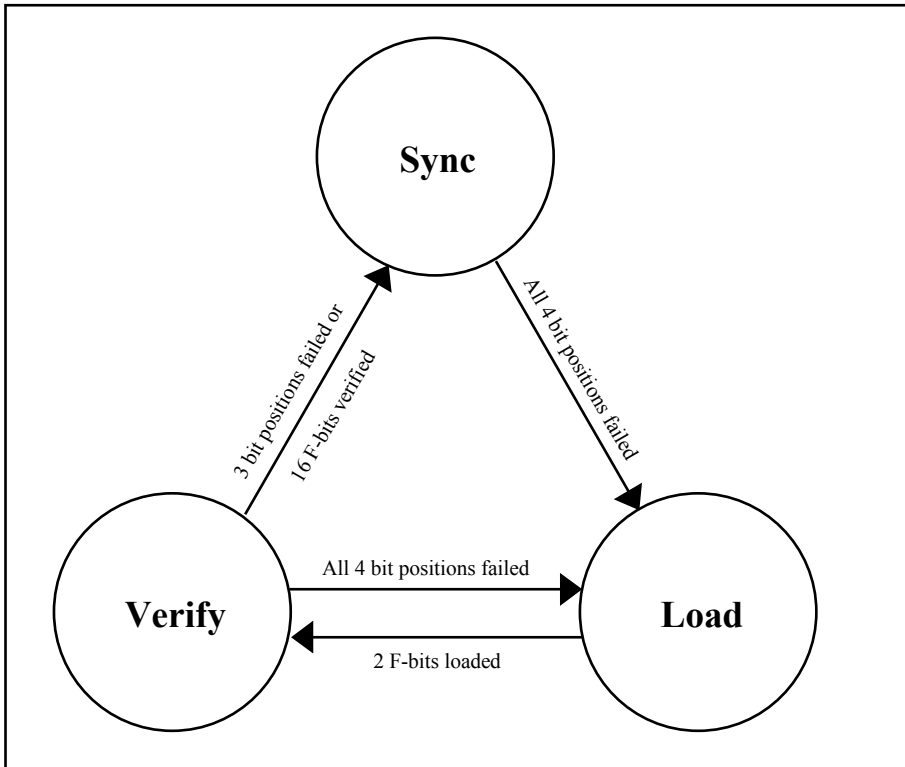 Sync
3 bit positions failed or
16 F-bits verified
All 4 bit positions failed
Verify
All 4 bit positions failed
2 F-bits loaded
Load